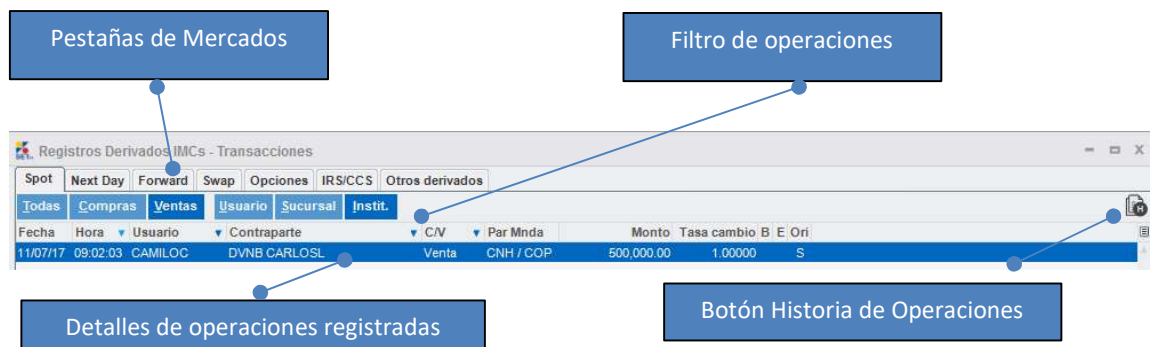 Pestañas de Mercados
Filtro de operaciones
Registros Derivados IMCs - Transacciones
Spot Next Day Forward Swap Opciones IRS/CCS Otros derivados
Todas Compras Ventas Usuario Sucursal Instit.
Fecha Hora Usuario Contraparte C/V Par Mnda Monto Tasa cambio B E Ori
11/07/17 09:02:03 CAMILOC DVNB CARLOSL Venta CNH / COP 500,000.00 1.00000 S
Detalles de operaciones registradas
Botón Historia de Operaciones